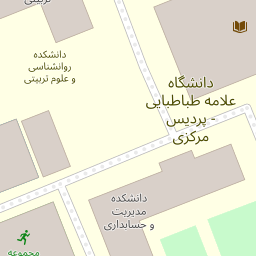 تربیتی
دانشکده
روانشناسی
و علوم تربیتی
دانشگاه
علامه طباطبایی
- پردیس
مرکزی
دانشکده
مدیریت
و حسابداری
مجموعه